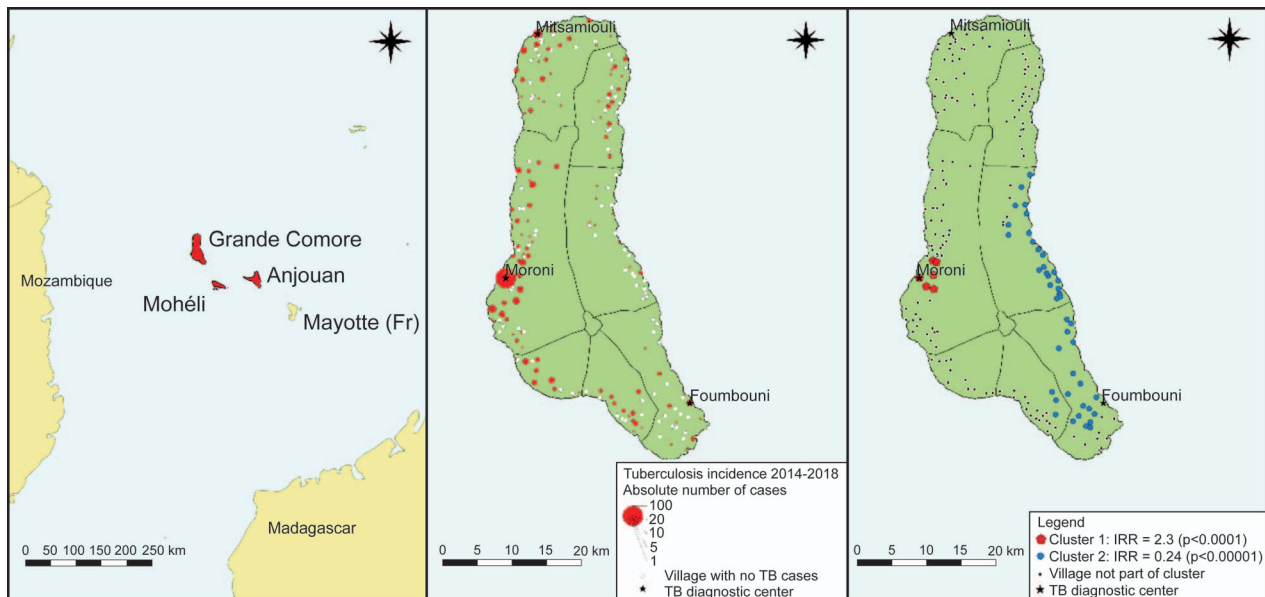 Grande Comore
Anjouan
Mozambique
Mohéli
Mayotte (Fr)
Madagascar
0 50 100 150 200 250 km
Mitsamiouli
Moroni
Foumbouni
Tuberculosis incidence 2014-2018
Absolute number of cases
100
20
10
5
1
Village with no TB cases
TB diagnostic center
0 5 10 15 20 km
Mitsamiouli
Moroni
Foumbouni
Legend
Cluster 1: IRR = 2.3 (p<0.0001)
Cluster 2: IRR = 0.24 (p<0.00001)
Village not part of cluster
TB diagnostic center
0 5 10 15 20 km